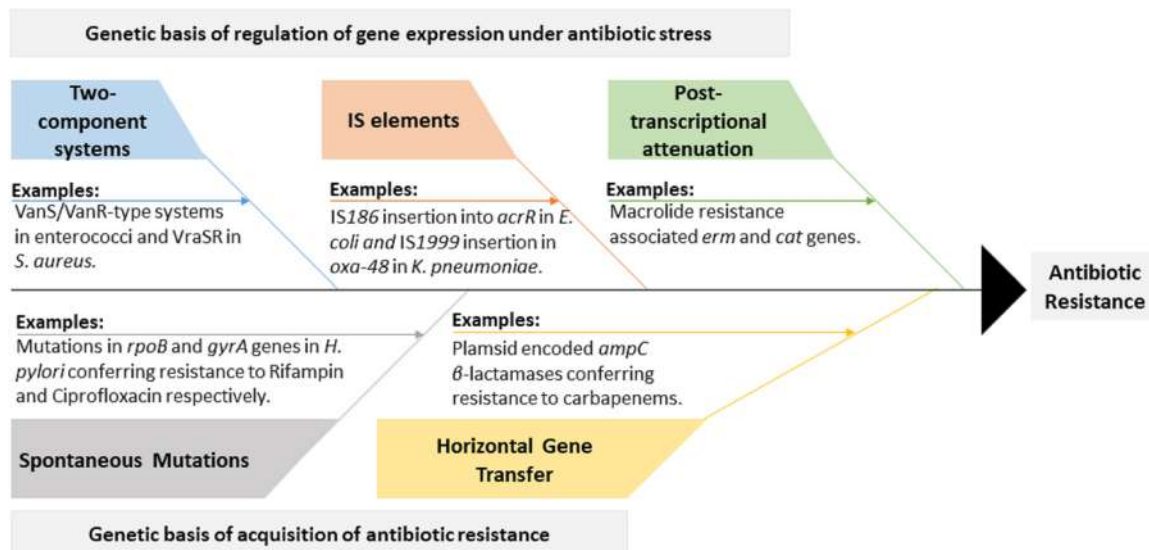 Genetic basis of regulation of gene expression under antibiotic stress
Two-
component
systems
IS elements
Post-
transcriptional
attenuation
Examples:
VanS/VanR-type systems
in enterococci and VraSR in
S. aureus.
Examples:
IS186 insertion into acrR in E.
coli and IS1999 insertion in
oxa-48 in K. pneumoniae.
Examples:
Macrolide resistance
associated erm and cat genes.
Antibiotic
Resistance
Examples:
Mutations in rpoB and gyrA genes in H.
pylori conferring resistance to Rifampin
and Ciprofloxacin respectively.
Examples:
Plamsid encoded ampC
β-lactamases conferring
resistance to carbapenems.
Spontaneous Mutations
Horizontal Gene
Transfer
Genetic basis of acquisition of antibiotic resistance